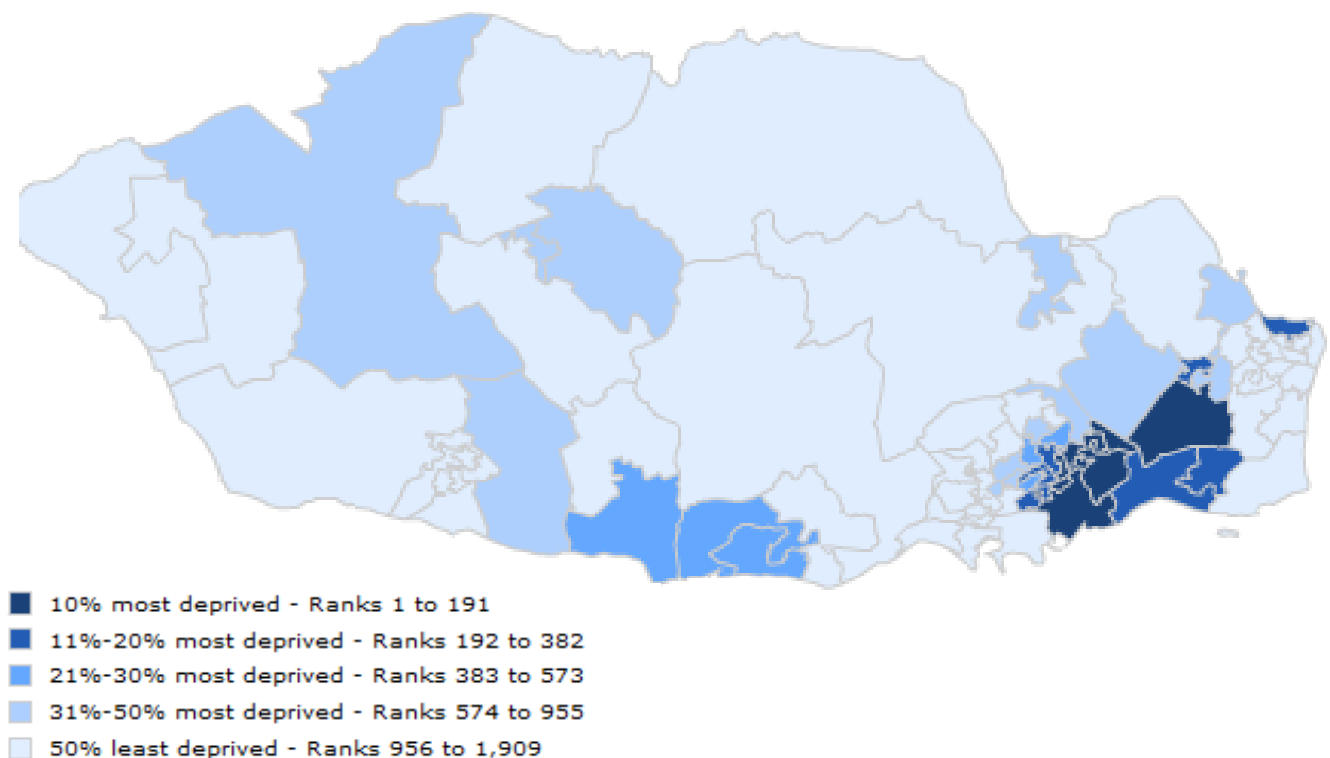 10% most deprived - Ranks 1 to 191
11%-20% most deprived - Ranks 192 to 382
21%-30% most deprived - Ranks 383 to 573
31%-50% most deprived - Ranks 574 to 955
50% least deprived - Ranks 956 to 1,909